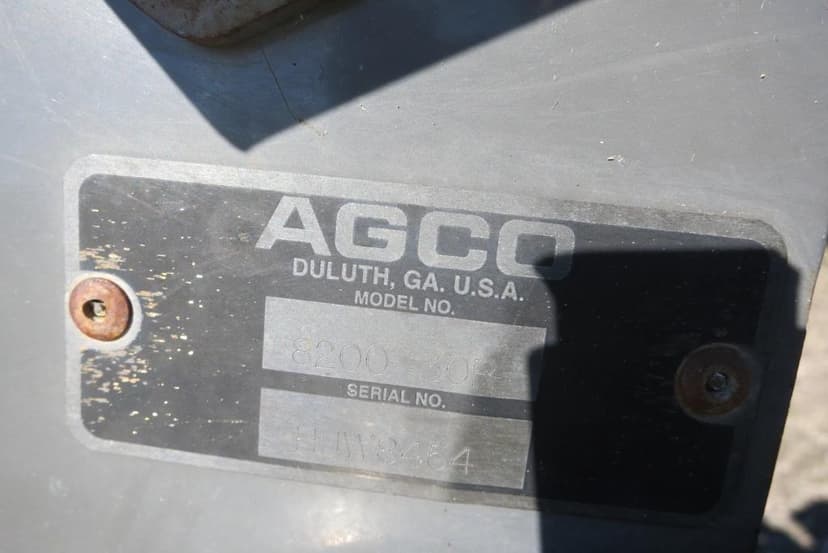 AGCO
DULUTH, GA. U.S.A.
MODEL NO.
8200
SERIAL NO.